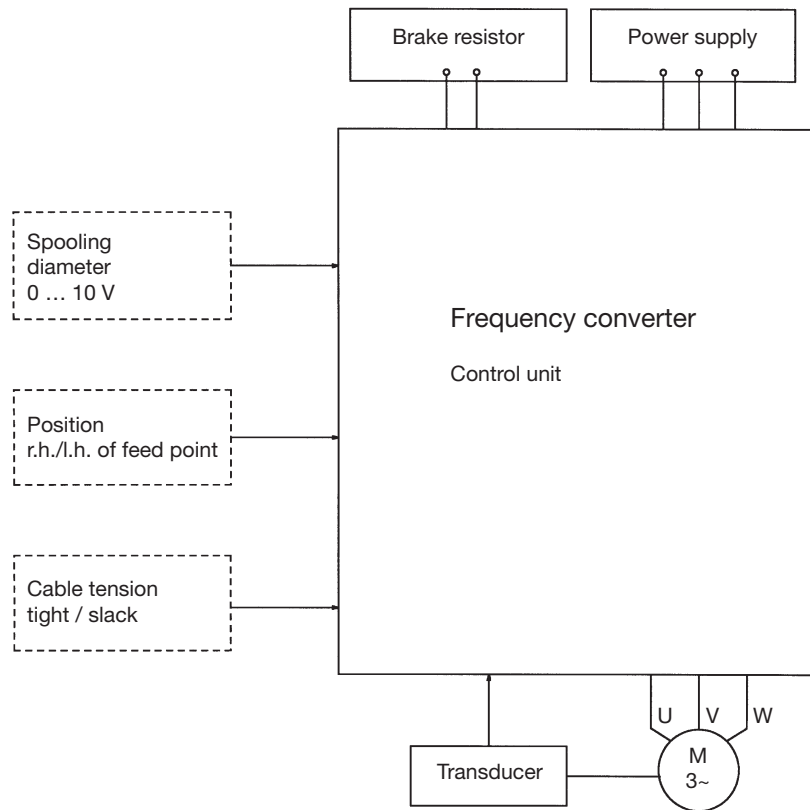 Brake resistor
Power supply
Spooling
diameter
0 … 10 V
Frequency converter
Control unit
Position
r.h./l.h. of feed point
Cable tension
tight / slack
U
V
W
M
3~
Transducer